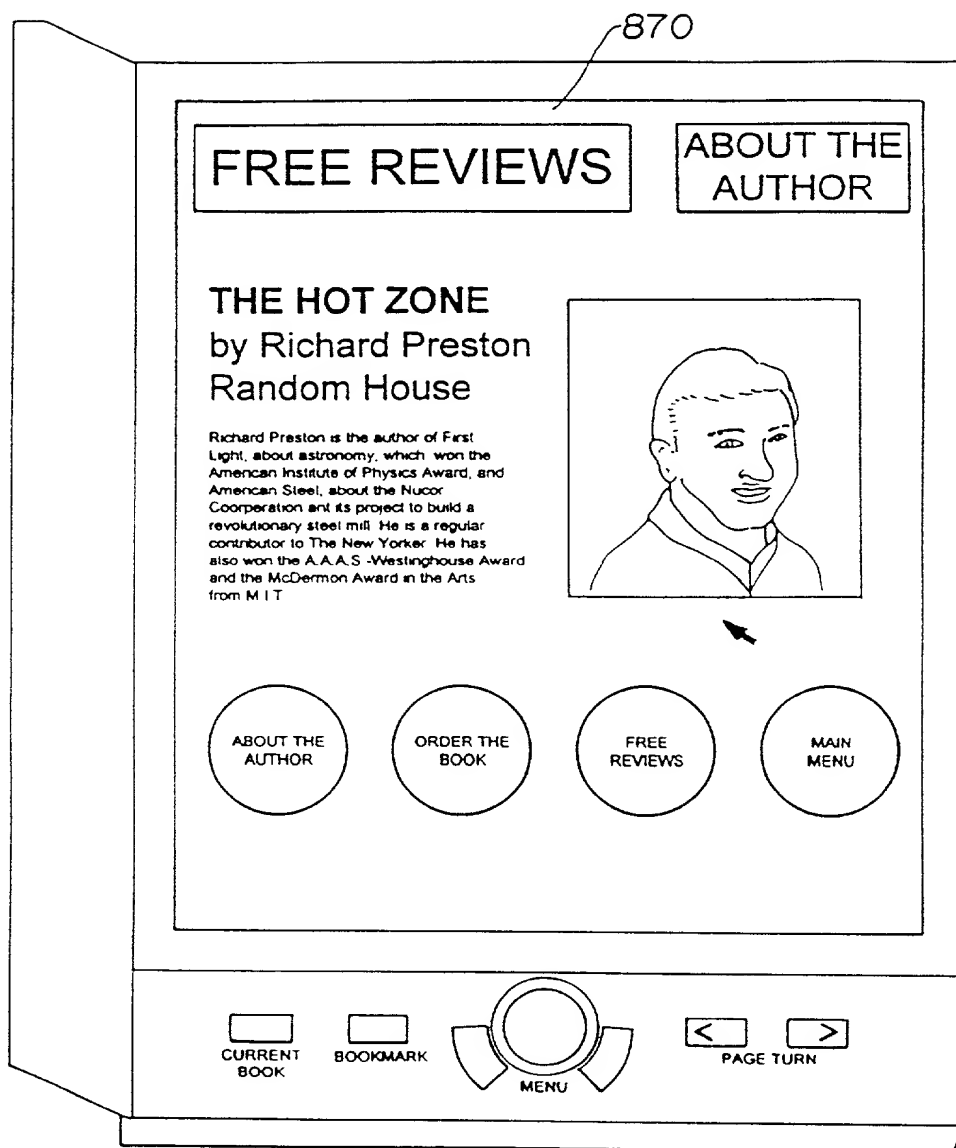 870
FREE REVIEWS
ABOUT THE
AUTHOR
THE HOT ZONE
by Richard Preston
Random House
Richard Preston is the author of First
Light, about astronomy, which won the
American Institute of Physics Award, and
American Steel, about the Nucor
Coorperation ant its project to build a
revolutionary steel mill. He is a regular
contributor to The New Yorker. He has
also won the A.A.A.S.-Westinghouse Award
and the McDermon Award in the Arts
from M I T
ABOUT THE
AUTHOR
ORDER THE
BOOK
FREE
REVIEWS
MAIN
MENU
CURRENT
BOOK
BOOKMARK
MENU
< >
PAGE TURN